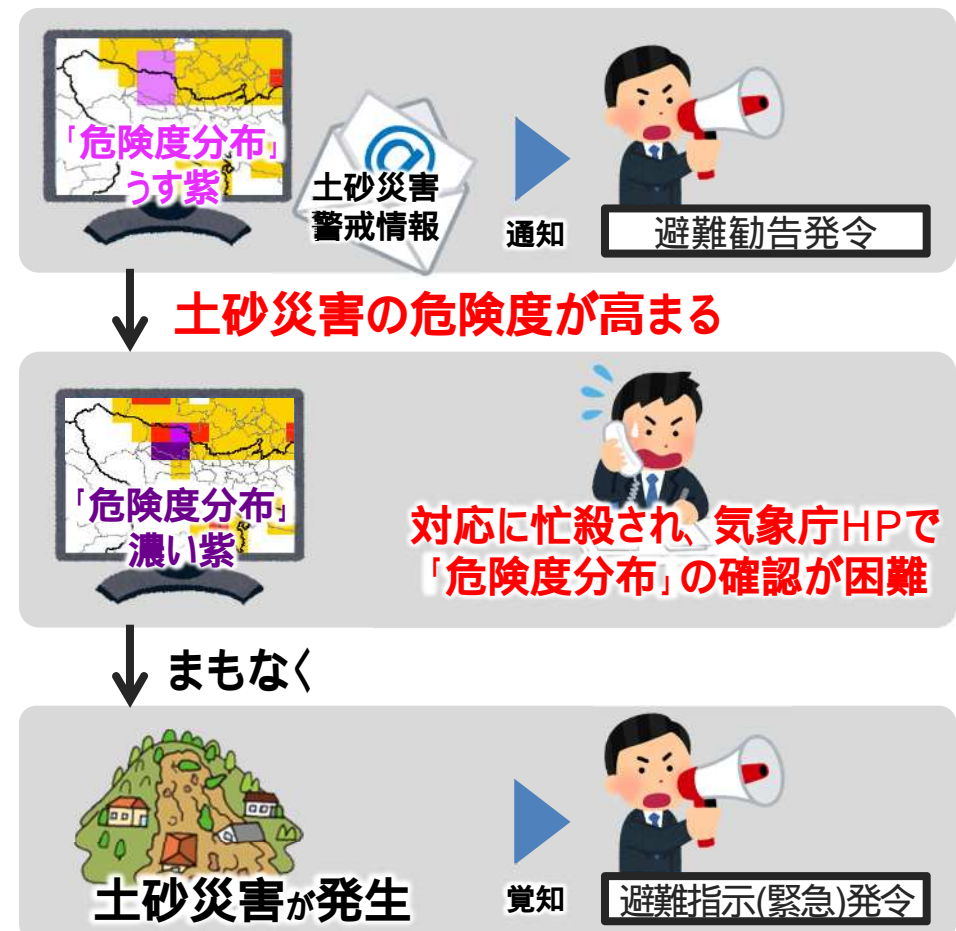 「危険度分布」
うす紫
土砂災害
警戒情報
通知
避難勧告発令
土砂災害の危険度が高まる
「危険度分布」
濃い紫
対応に忙殺され、気象庁HPで
「危険度分布」の確認が困難
まもなく
土砂災害が発生
覚知
避難指示(緊急)発令